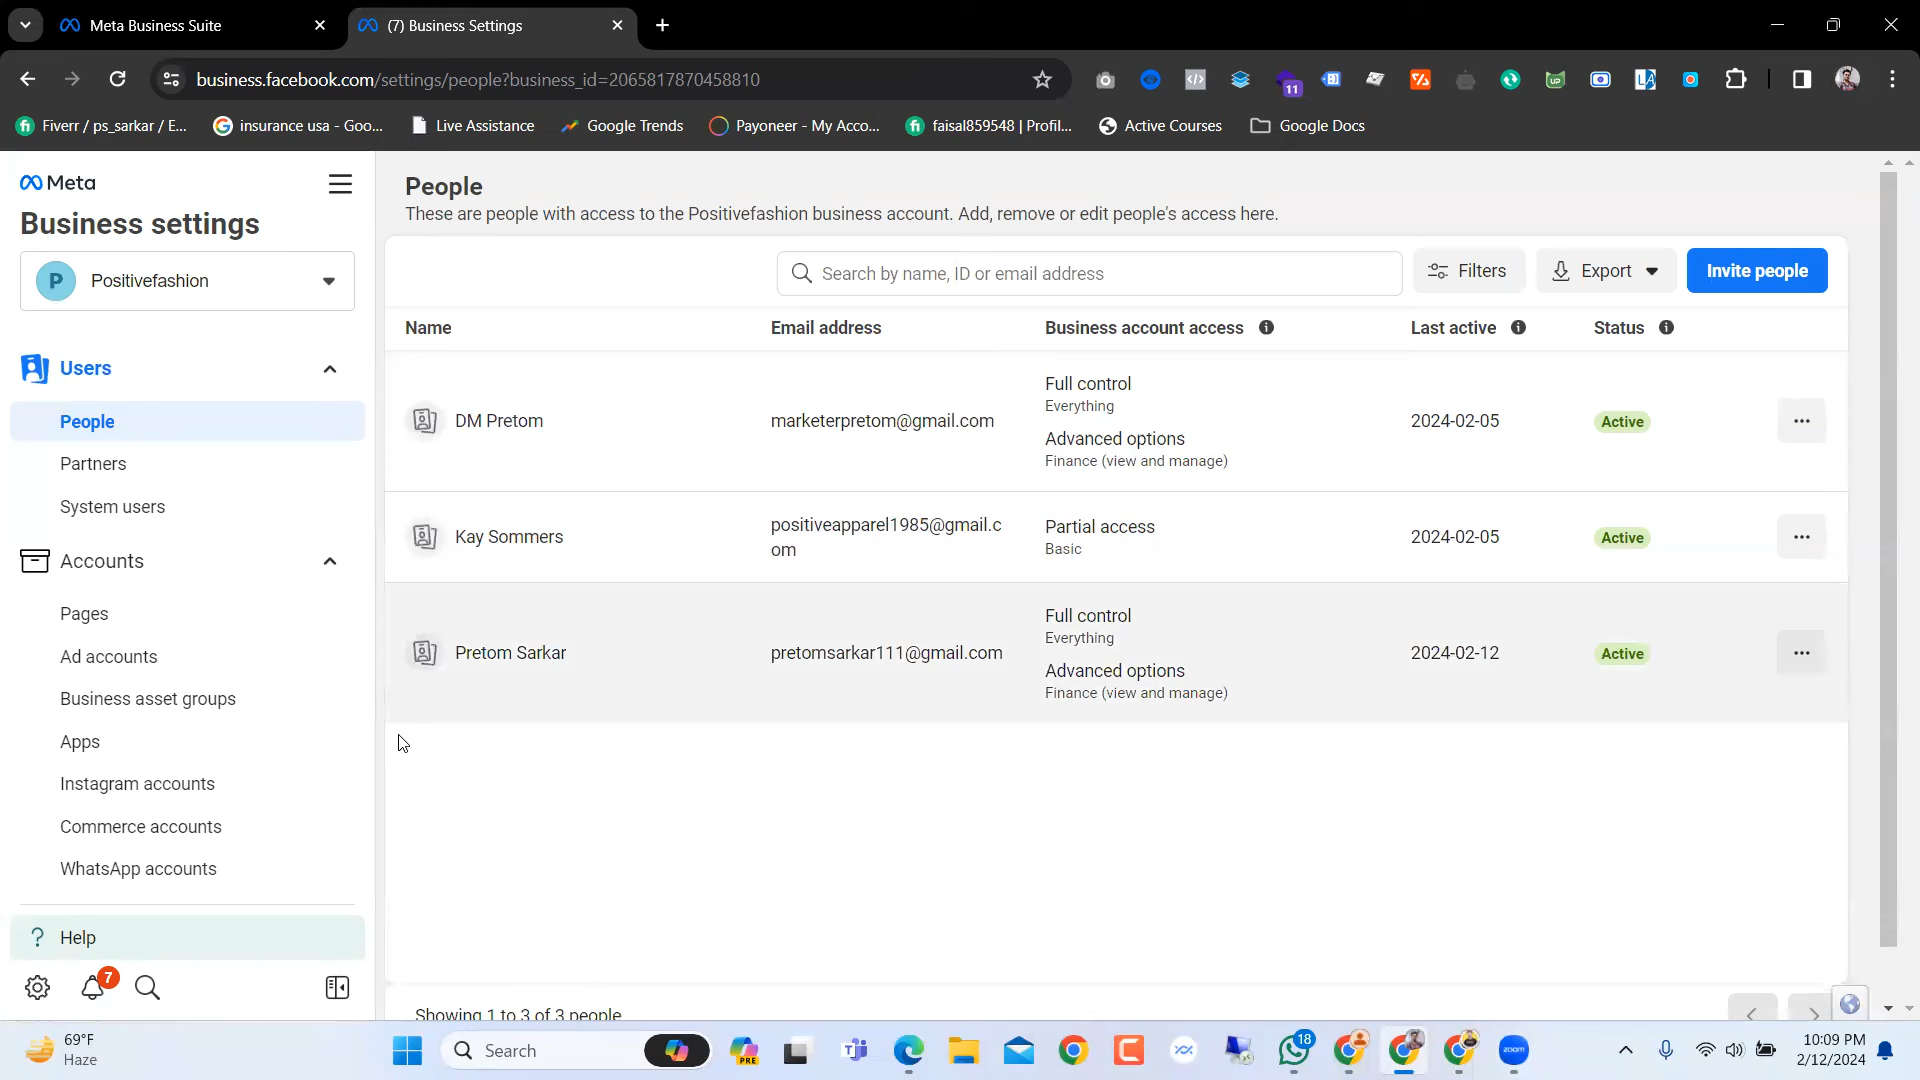 Meta Business Suite
(7) Business Settings
business.facebook.com/settings/people?business_id=2065817870458810
11
Fiverr / ps_sarkar / E...
insurance usa - Goo...
Live Assistance
Google Trends
Payoneer - My Acco...
faisal859548 | Profil...
Active Courses
Google Docs
Meta
Business settings
P
Positivefashion
Users
People
Partners
System users
Accounts
Pages
Ad accounts
Business asset groups
Apps
Instagram accounts
Commerce accounts
WhatsApp accounts
? Help
7
People
These are people with access to the Positivefashion business account. Add, remove or edit people's access here.
Search by name, ID or email address
Filters
Export
Invite people
Name
Email address
Business account access
Last active
Status
DM Pretom
marketerpretom@gmail.com
Full control
Everything
Advanced options
Finance (view and manage)
2024-02-05
Active
Kay Sommers
positiveapparel1985@gmail.c
om
Partial access
Basic
2024-02-05
Active
Pretom Sarkar
pretomsarkar111@gmail.com
Full control
Everything
Advanced options
Finance (view and manage)
2024-02-12
Active
Showing 1 to 3 of 3 people
69°F
Haze
Search
PRE
18
zoom
10:09 PM
2/12/2024